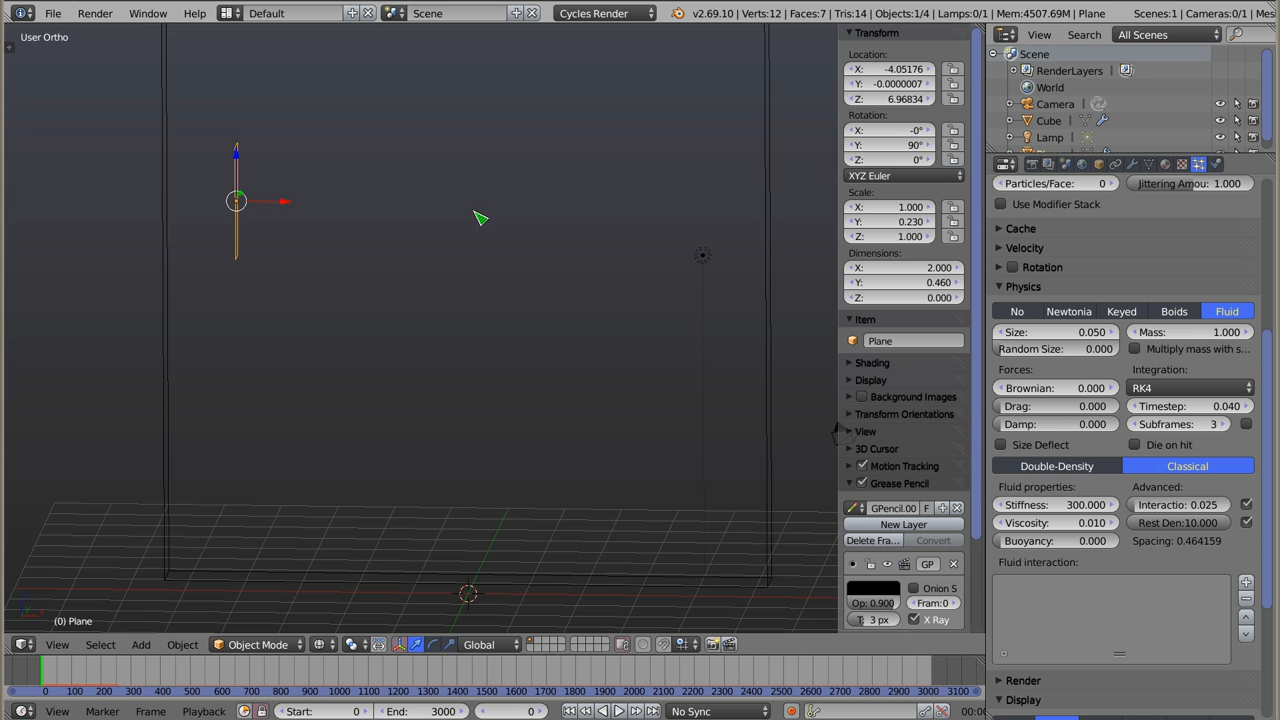 File Render Window Help Default Scene Cycles Render v2.69.10 | Verts:12 | Faces:7 | Tris:14 | Objects:1/4 | Lamps:0/1 | Mem:4507.69M | Plane Scenes:1 | Cameras:0/1 | Mes
User Ortho
Transform
Location:
X: -4.05176
Y: -0.0000007
Z: 6.96834
Rotation:
X: -0°
Y: 90°
Z: 0°
XYZ Euler
Scale:
X: 1.000
Y: 0.230
Z: 1.000
Dimensions:
X: 2.000
Y: 0.460
Z: 0.000
Item
Plane
Shading
Display
Background Images
Transform Orientations
View
3D Cursor
Motion Tracking
Grease Pencil
GPencil.00 F
New Layer
Delete Fra... Convert
GP
Onion S
Op: 0.900 Fram:0
T: 3 px X Ray
View Search All Scenes
Scene
RenderLayers
World
Camera
Cube
Lamp
Particles/Face: 0 Jittering Amou: 1.000
Use Modifier Stack
Cache
Velocity
Rotation
Physics
No Newtonia Keyed Boids Fluid
Size: 0.050 Mass: 1.000
Random Size: 0.000 Multiply mass with s...
Forces: Integration:
Brownian: 0.000 RK4
Drag: 0.000 Timestep: 0.040
Damp: 0.000 Subframes: 3
Size Deflect Die on hit
Double-Density Classical
Fluid properties: Advanced:
Stiffness: 300.000 Interactio: 0.025
Viscosity: 0.010 Rest Den:10.000
Buoyancy: 0.000 Spacing: 0.464159
Fluid interaction:
Render
Display
(0) Plane
View Select Add Object Object Mode Global
0 100 200 300 400 500 600 700 800 900 1000 1100 1200 1300 1400 1500 1600 1700 1800 1900 2000 2100 2200 2300 2400 2500 2600 2700 2800 2900 3000 3100
View Marker Frame Playback Start: 0 End: 3000 0 No Sync 00:0